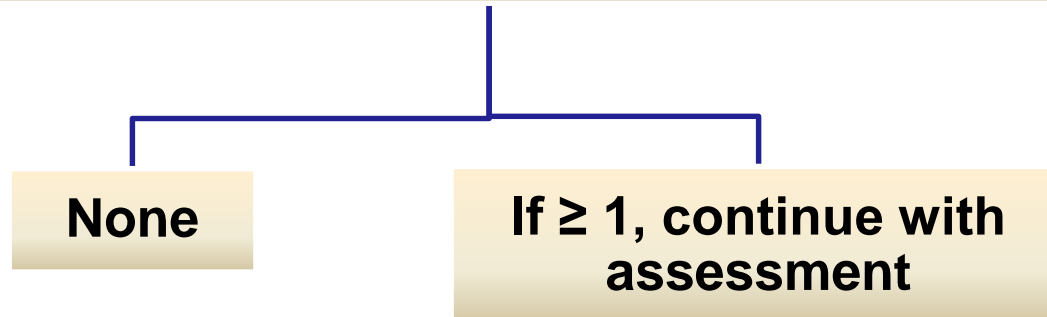 None
If ≥ 1, continue with
assessment